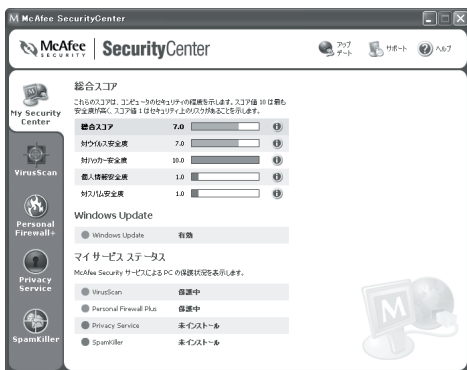 McAfee SecurityCenter
McAfee SECURITY SecurityCenter
アップデート
サポート
ヘルプ
My Security Center
VirusScan
Personal Firewall+
Privacy Service
SpamKiller
総合スコア
これらのスコアは、コンピュータのセキュリティの程度を示します。スコア値 10 は最も
安全度が高く、スコア値 1 はセキュリティ上のリスクがあることを示します。
総合スコア 7.0
対ウイルス安全度 7.0
対ハッカー安全度 10.0
個人情報安全度 1.0
対スパム安全度 1.0
Windows Update
Windows Update 有効
マイ サービス ステータス
McAfee Security サービスによる PC の保護状況を表示します。
VirusScan 保護中
Personal Firewall Plus 保護中
Privacy Service 未インストール
SpamKiller 未インストール